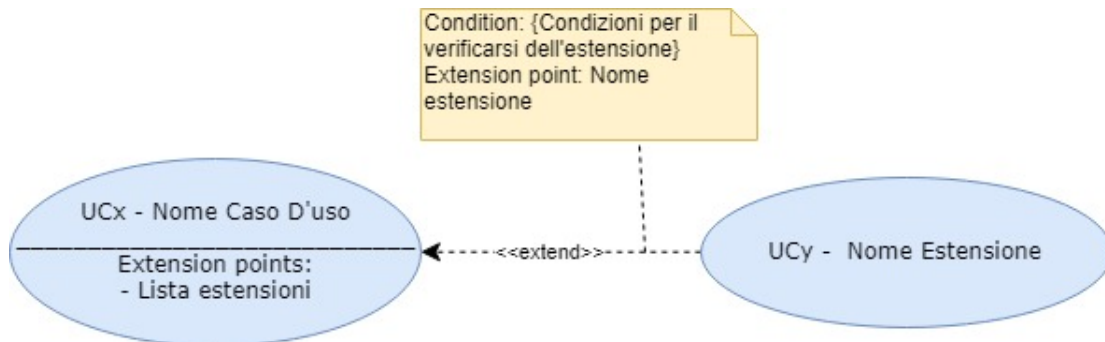 Condition: {Condizioni per il
verificarsi dell'estensione}
Extension point: Nome
estensione
UCx - Nome Caso D'uso
Extension points:
- Lista estensioni
<<extend>>
UCy - Nome Estensione